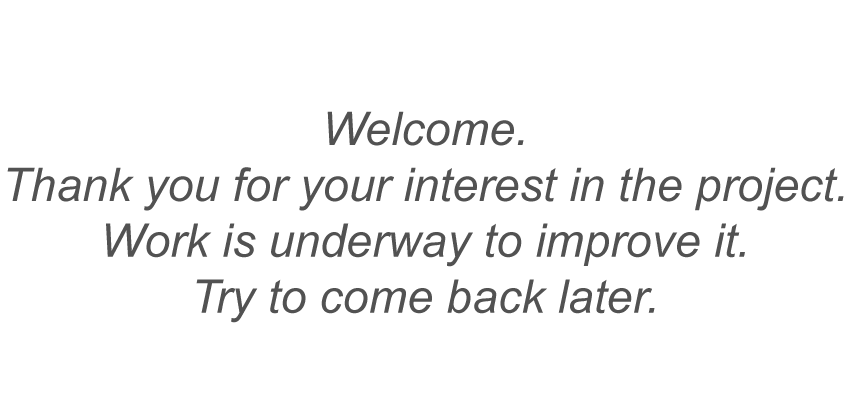 Welcome.
Thank you for your interest in the project.
Work is underway to improve it.
Try to come back later.